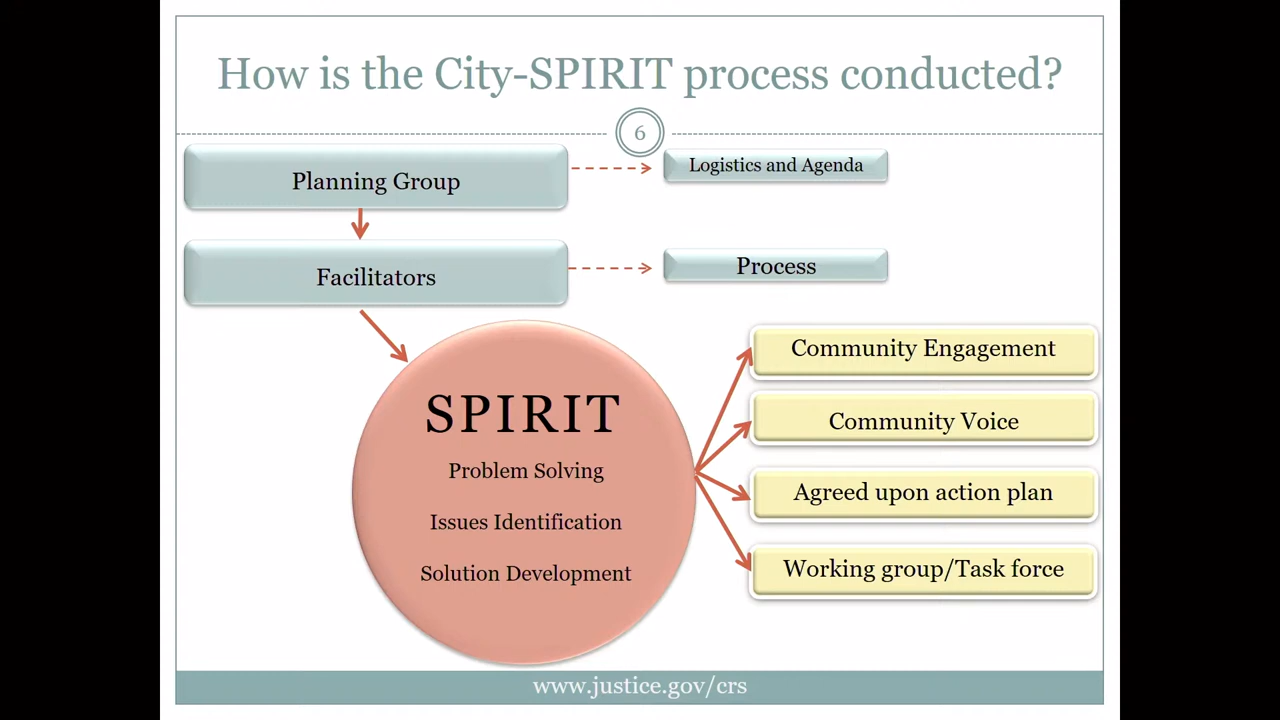 How is the City-SPIRIT process conducted?
6
Planning Group
Logistics and Agenda
Facilitators
Process
SPIRIT
Problem Solving
Issues Identification
Solution Development
Community Engagement
Community Voice
Agreed upon action plan
Working group/Task force
www.justice.gov/crs